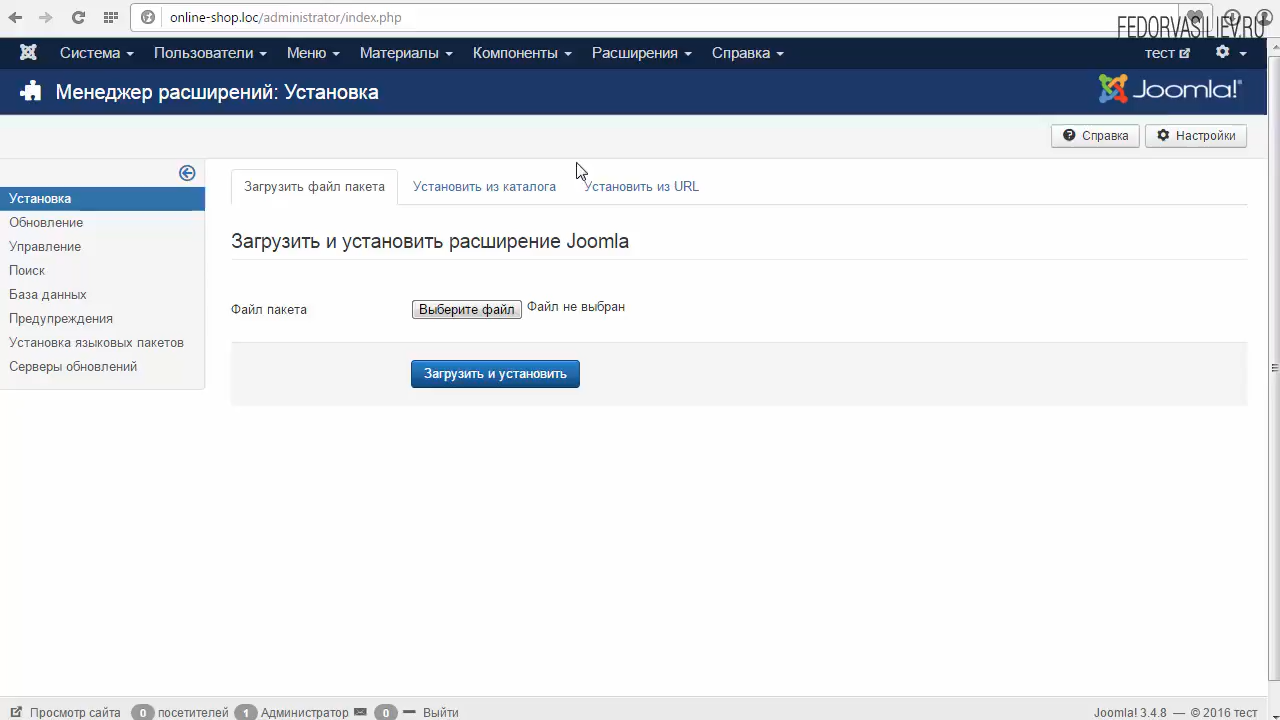 online-shop.loc/administrator/index.php
FEDORVASILIEV.RU
Система Пользователи Меню Материалы Компоненты Расширения Справка тест
Менеджер расширений: Установка
Joomla!
Справка Настройки
Загрузить файл пакета Установить из каталога Установить из URL
Установка
Обновление
Управление
Поиск
База данных
Предупреждения
Установка языковых пакетов
Серверы обновлений
Загрузить и установить расширение Joomla
Файл пакета Выберите файл Файл не выбран
Загрузить и установить
Просмотр сайта 0 посетителей 1 Администратор 0 Выйти Joomla! 3.4.8 — © 2016 тест